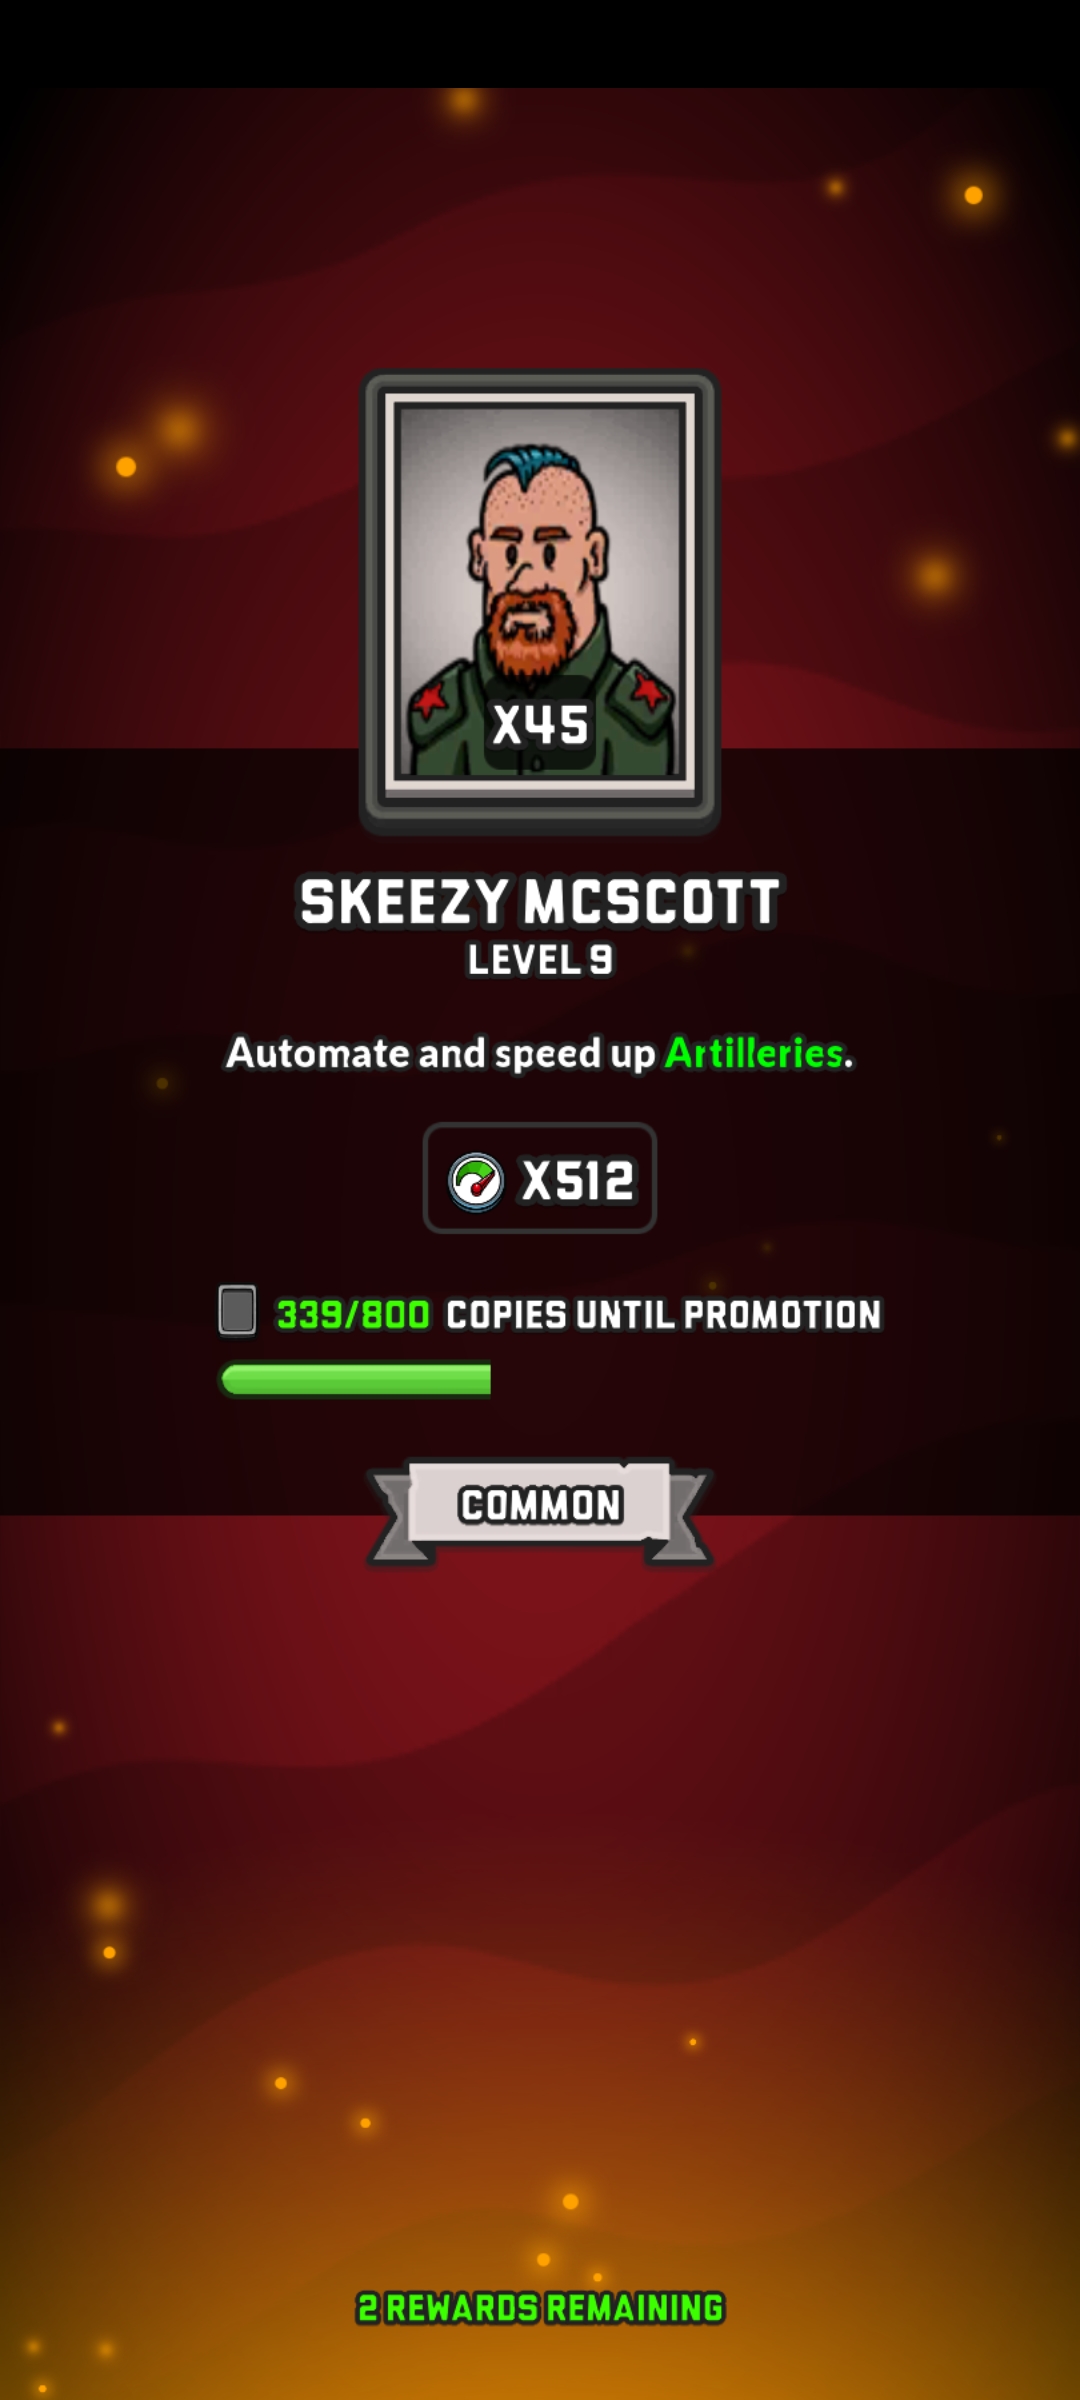 X45
SKEEZY MCSCOTT
LEVEL 9
Automate and speed up Artilleries.
X512
339/800 COPIES UNTIL PROMOTION
COMMON
2 REWARDS REMAINING